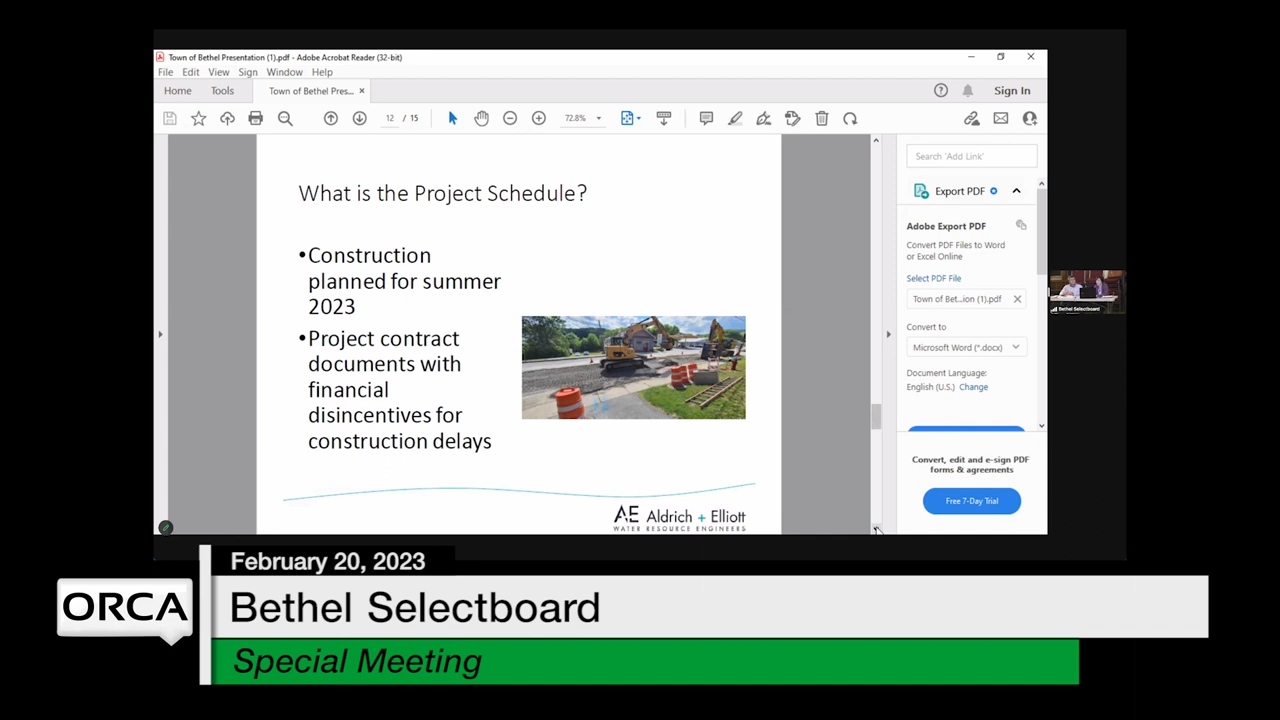 Town of Bethel Presentation (1).pdf - Adobe Acrobat Reader (32-bit)
File Edit View Sign Window Help
Home Tools Town of Bethel Pres... × Sign In
12 / 15 72.8%
What is the Project Schedule?
•Construction
planned for summer
2023
•Project contract
documents with
financial
disincentives for
construction delays
AE Aldrich + Elliott
WATER RESOURCE ENGINEERS
Search 'Add Link'
Export PDF
Adobe Export PDF
Convert PDF Files to Word
or Excel Online
Select PDF File
Town of Bet...ion (1).pdf
Convert to
Microsoft Word (*.docx)
Document Language:
English (U.S.) Change
Convert, edit and e-sign PDF
forms & agreements
Free 7-Day Trial
Bethel Selectboard
February 20, 2023
ORCA
Bethel Selectboard
Special Meeting